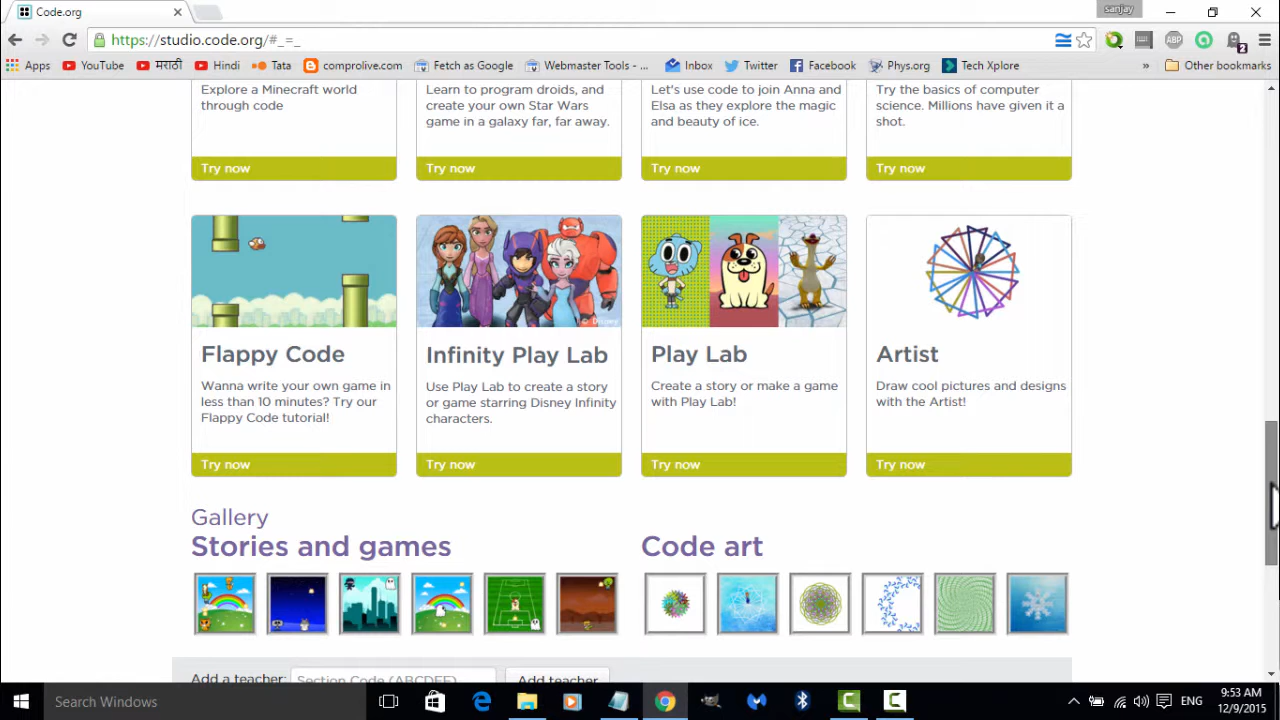 Code.org
sanjay
https://studio.code.org/#_=_
ABP
2
Apps YouTube मराठी Hindi Tata comprolive.com Fetch as Google Webmaster Tools - ... Inbox Twitter Facebook Phys.org Tech Xplore » Other bookmarks
Explore a Minecraft world
through code
Try now
Learn to program droids, and
create your own Star Wars
game in a galaxy far, far away.
Try now
Let's use code to join Anna and
Elsa as they explore the magic
and beauty of ice.
Try now
Try the basics of computer
science. Millions have given it a
shot.
Try now
Flappy Code
Wanna write your own game in
less than 10 minutes? Try our
Flappy Code tutorial!
Try now
© Disney
Infinity Play Lab
Use Play Lab to create a story
or game starring Disney Infinity
characters.
Try now
Play Lab
Create a story or make a game
with Play Lab!
Try now
Artist
Draw cool pictures and designs
with the Artist!
Try now
Gallery
Stories and games
Code art
Add a teacher: Section Code (ABCDEF) Add teacher
Search Windows
ENG
9:53 AM
12/9/2015